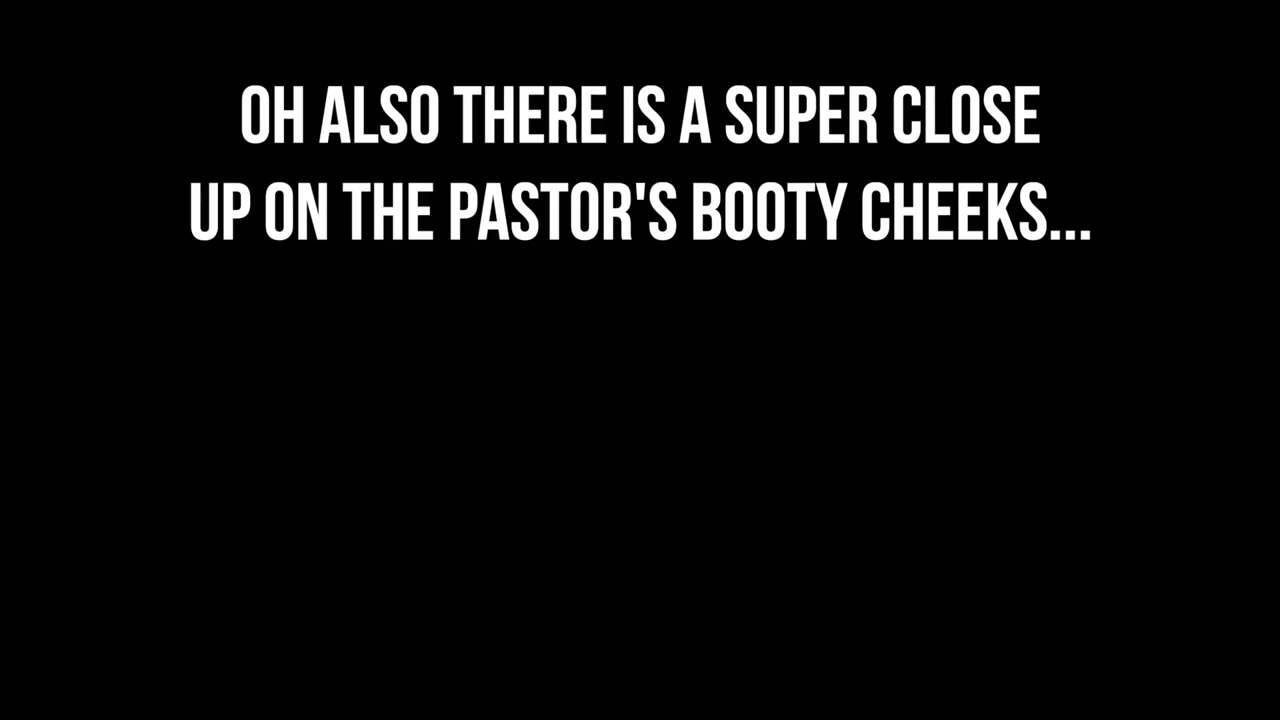 OH ALSO THERE IS A SUPER CLOSE
UP ON THE PASTOR'S BOOTY CHEEKS...